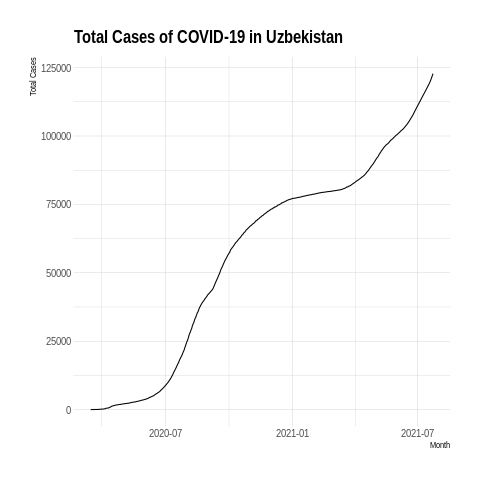 Total Cases of COVID-19 in Uzbekistan
Total Cases
125000
100000
75000
50000
25000
0
2020-07 2021-01 2021-07
Month